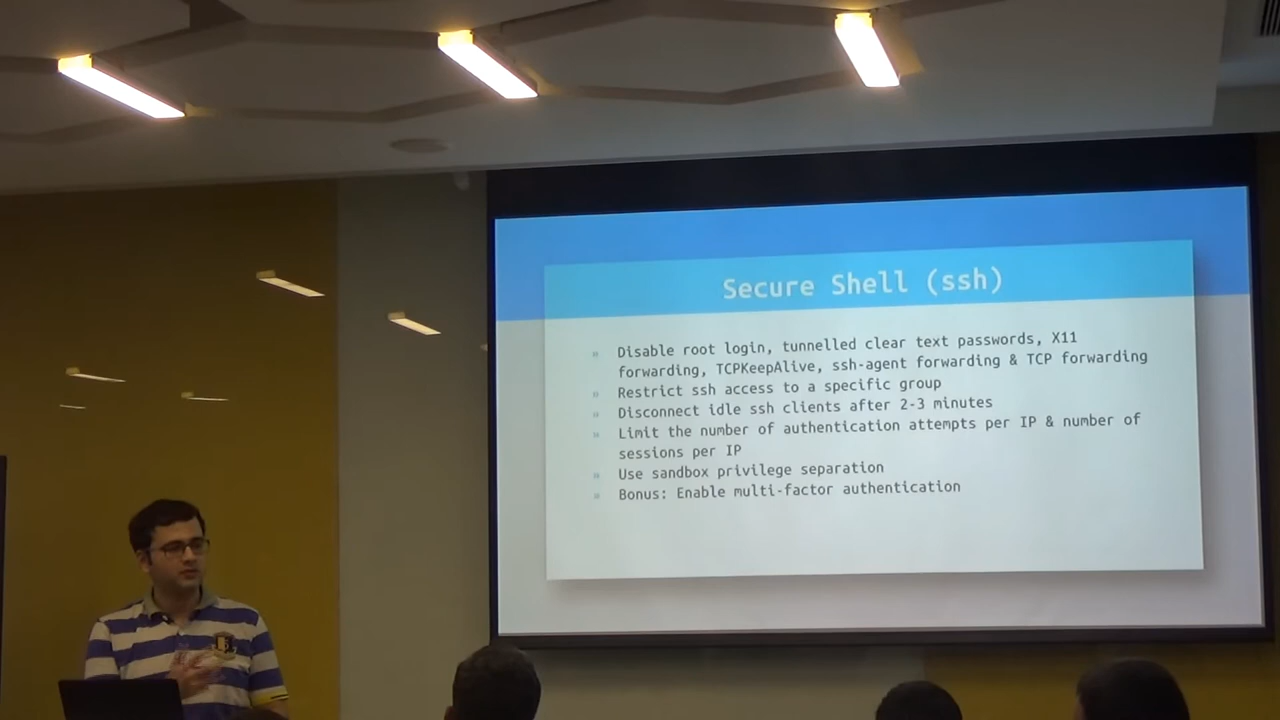 Secure Shell (ssh)
» Disable root login, tunnelled clear text passwords, X11
forwarding, TCPKeepAlive, ssh-agent forwarding & TCP forwarding
» Restrict ssh access to a specific group
» Disconnect idle ssh clients after 2-3 minutes
» Limit the number of authentication attempts per IP & number of
sessions per IP
» Use sandbox privilege separation
» Bonus: Enable multi-factor authentication